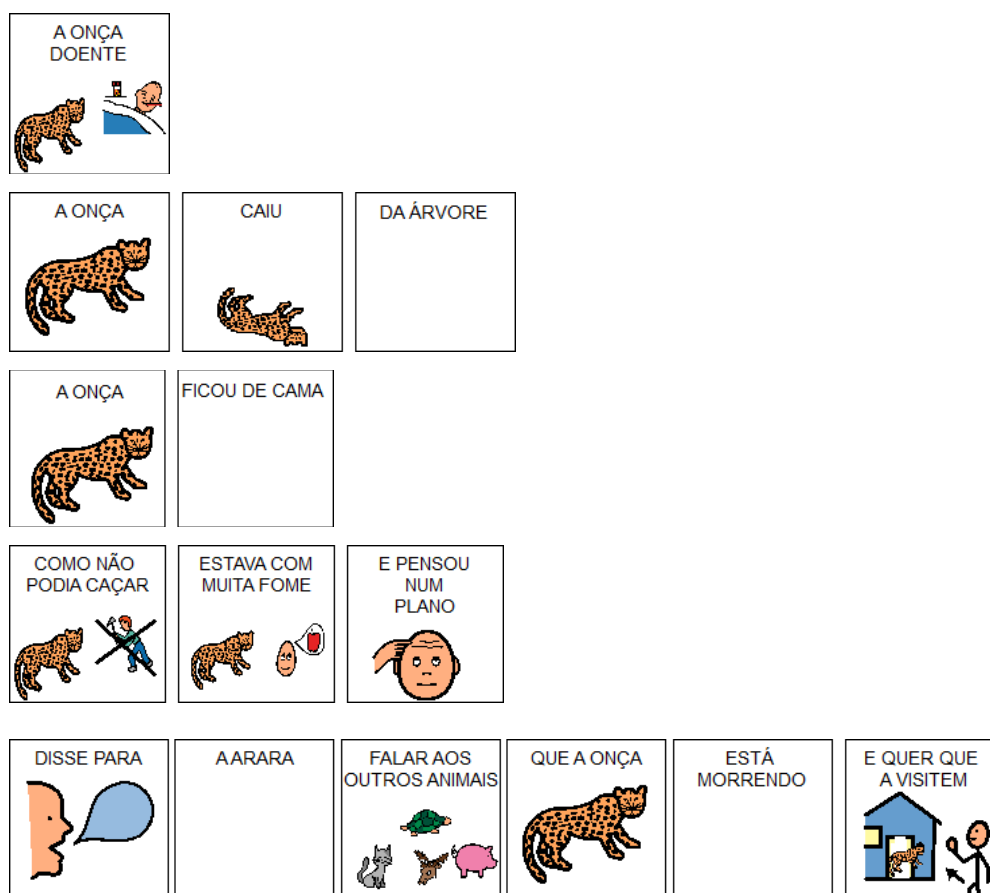 A ONÇA
DOENTE
A ONÇA
CAIU
DA ÁRVORE
A ONÇA
FICOU DE CAMA
COMO NÃO
PODIA CAÇAR
ESTAVA COM
MUITA FOME
E PENSOU
NUM
PLANO
DISSE PARA
A ARARA
FALAR AOS
OUTROS ANIMAIS
QUE A ONÇA
ESTÁ
MORRENDO
E QUER QUE
A VISITEM